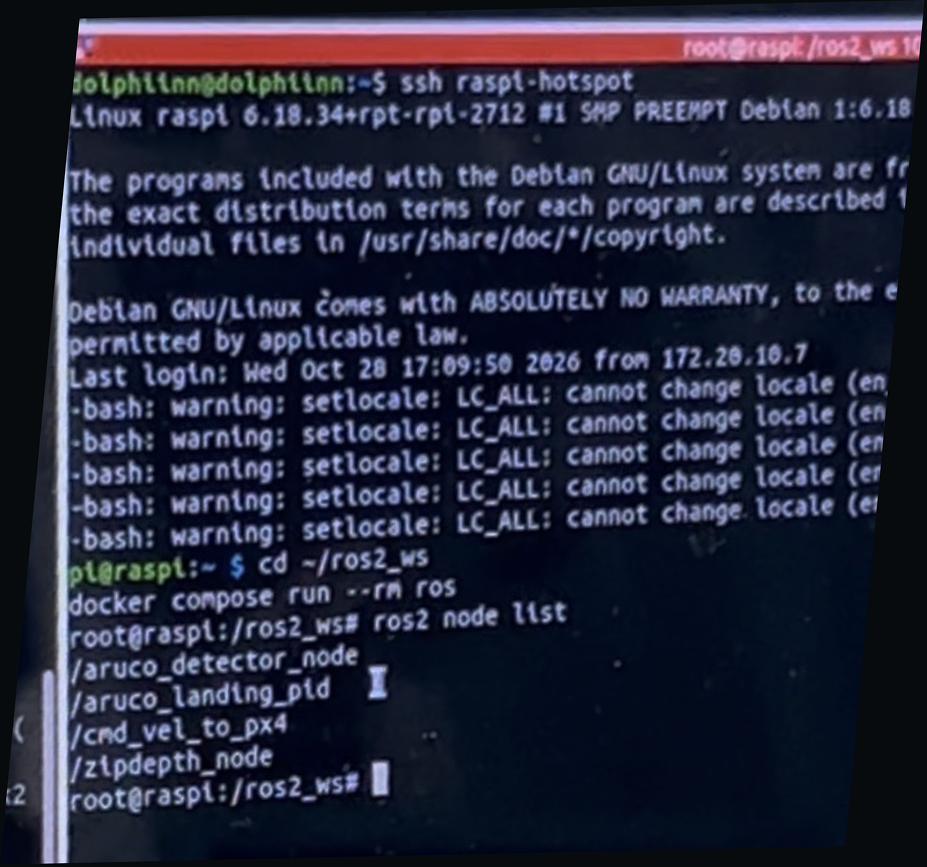 root@raspi: /ros2_ws 10
dolphiinn@dolphiinn:~$ ssh raspi-hotspot
Linux raspi 6.18.34+rpt-rpi-2712 #1 SMP PREEMPT Debian 1:6.18
The programs included with the Debian GNU/Linux system are fr
the exact distribution terms for each program are described i
individual files in /usr/share/doc/*/copyright.
Debian GNU/Linux comes with ABSOLUTELY NO WARRANTY, to the e
permitted by applicable law.
Last login: Wed Oct 28 17:09:50 2026 from 172.20.10.7
-bash: warning: setlocale: LC_ALL: cannot change locale (en
-bash: warning: setlocale: LC_ALL: cannot change locale (en
-bash: warning: setlocale: LC_ALL: cannot change locale (en
-bash: warning: setlocale: LC_ALL: cannot change locale (en
-bash: warning: setlocale: LC_ALL: cannot change locale (en
pi@raspi:~ $ cd ~/ros2_ws
docker compose run --rm ros
root@raspi:/ros2_ws# ros2 node list
/aruco_detector_node
/aruco_landing_pid
(
/cmd_vel_to_px4
/zipdepth_node
:2
root@raspi:/ros2_ws#